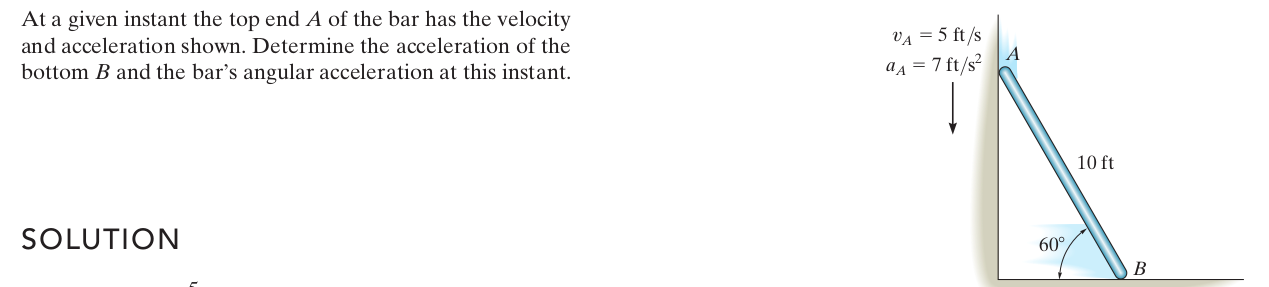 At a given instant the top end A of the bar has the velocity
and acceleration shown. Determine the acceleration of the
bottom B and the bar's angular acceleration at this instant.
v_A = 5 ft/s
a_A = 7 ft/s²
A
10 ft
60°
B
SOLUTION